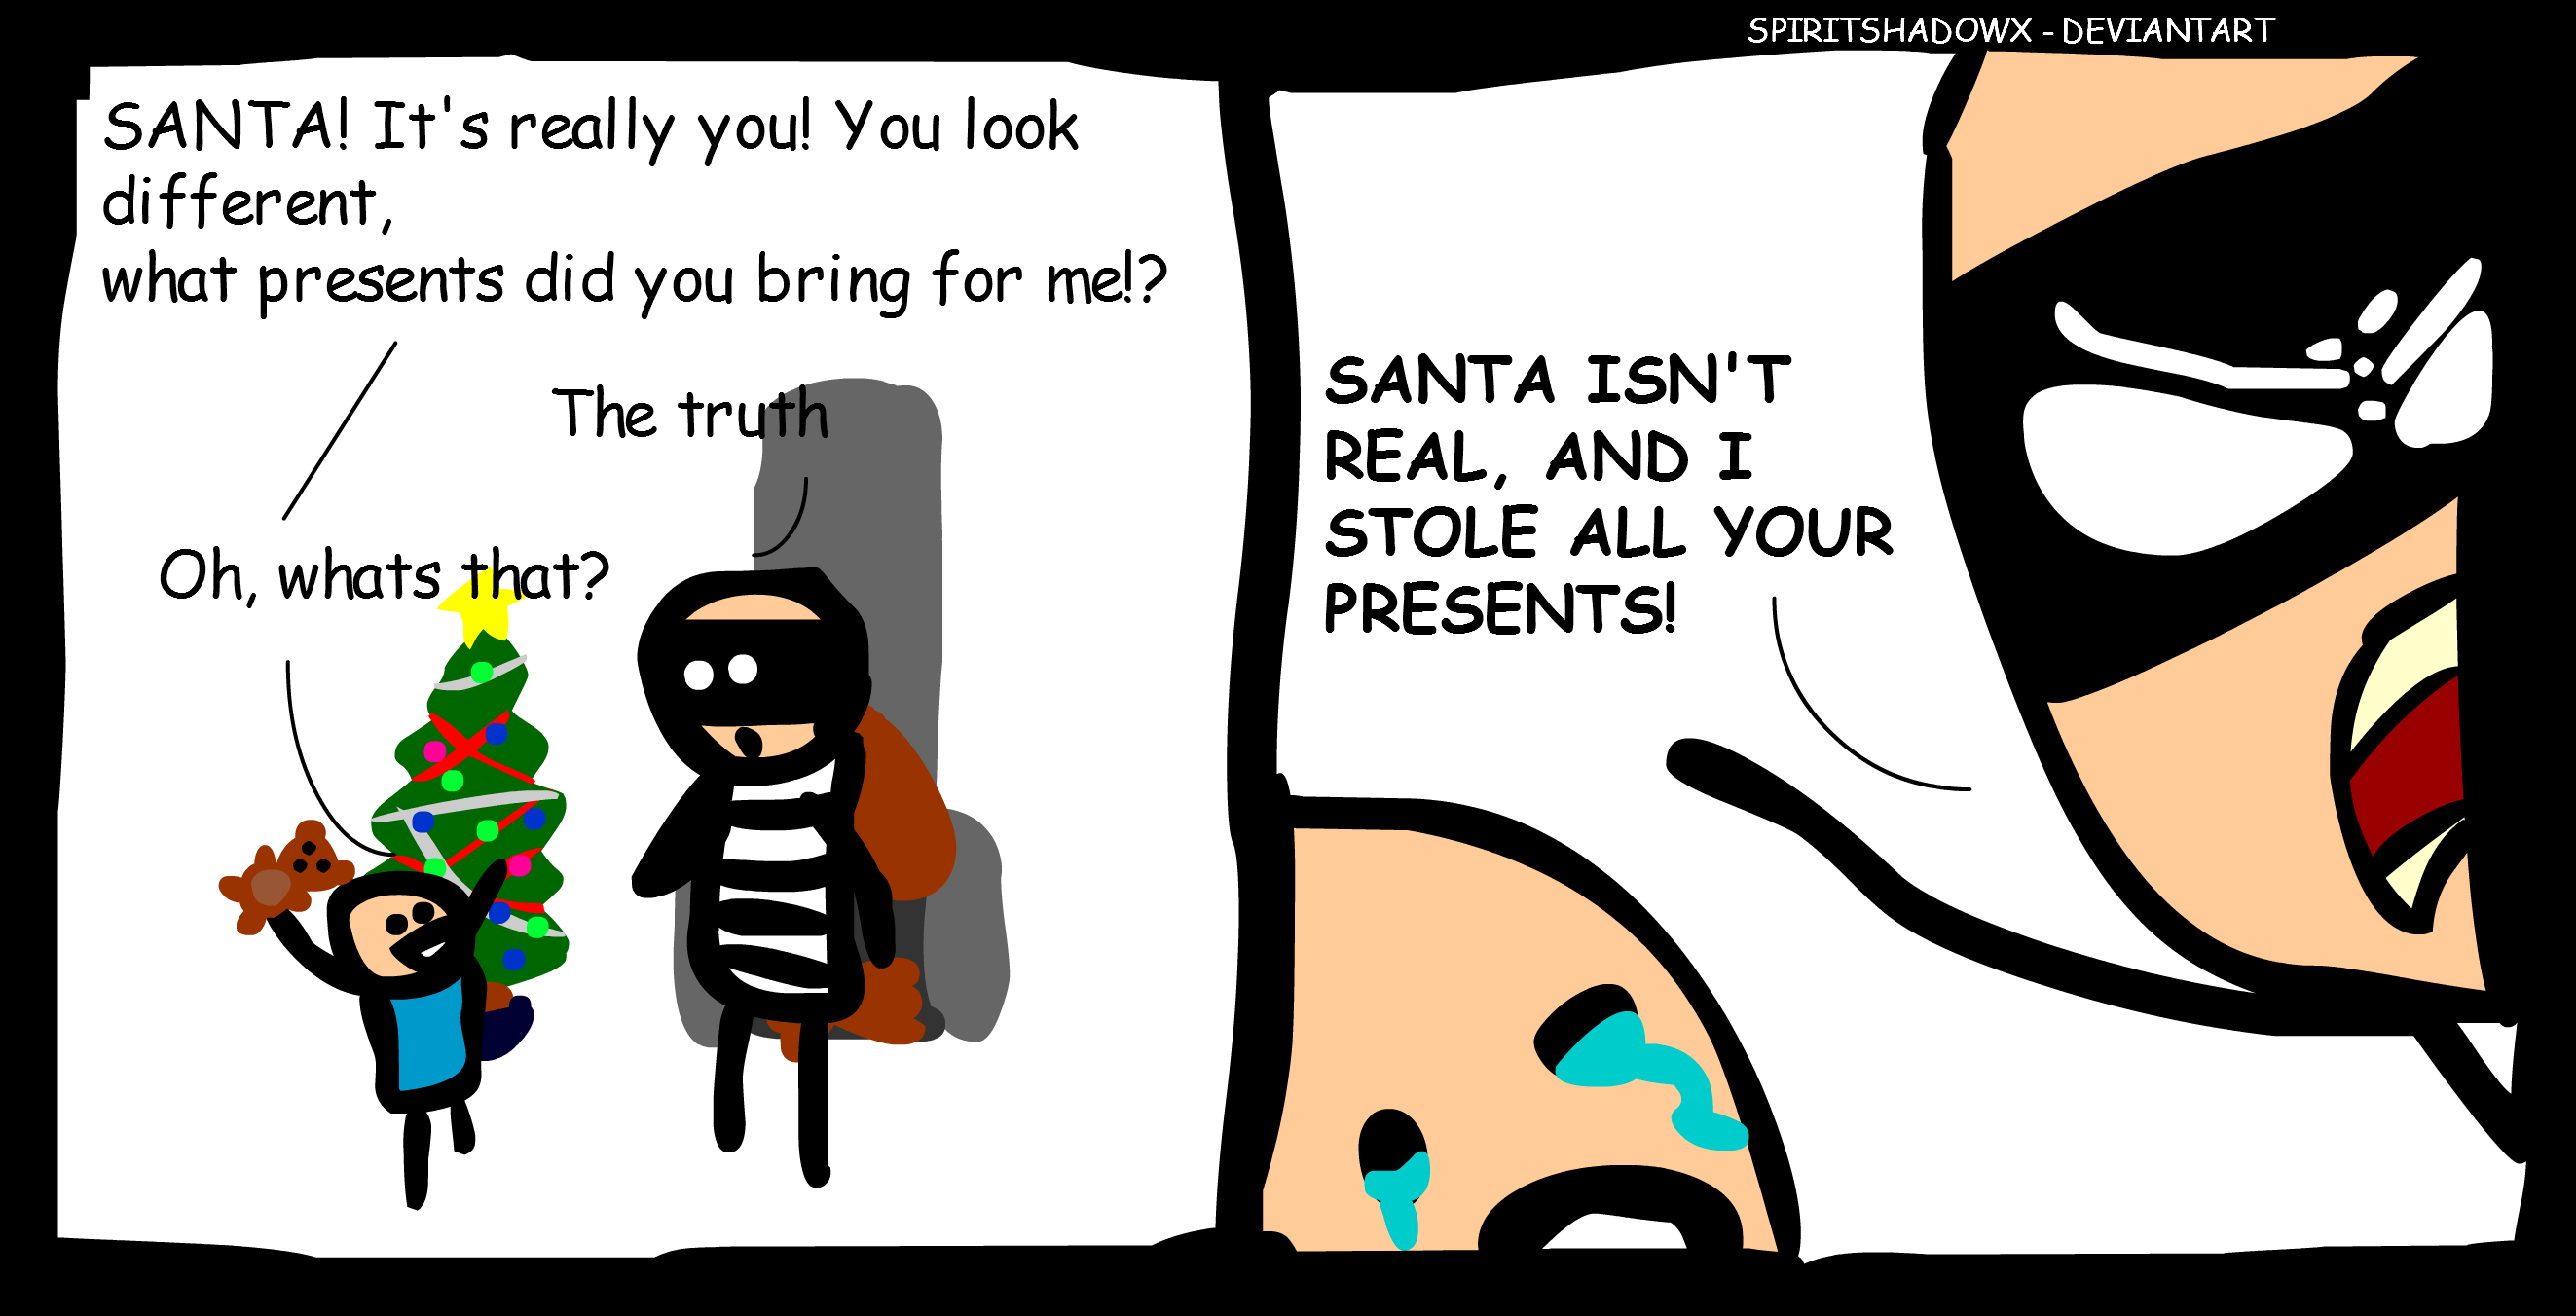 SPIRITSHADOWX - DEVIANTART
SANTA! It's really you! You look
different,
what presents did you bring for me!?
The truth
Oh, whats that?
SANTA ISN'T
REAL, AND I
STOLE ALL YOUR
PRESENTS!